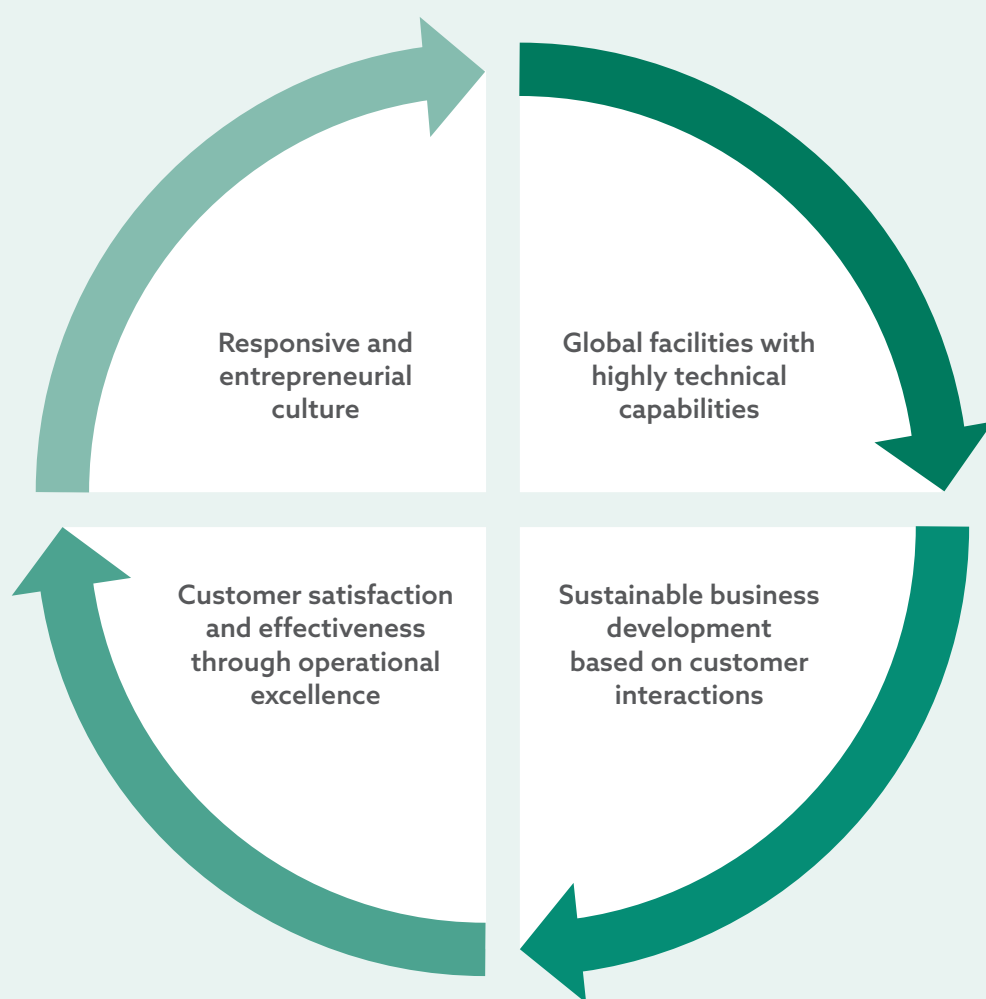 Responsive and
entrepreneurial
culture
Global facilities with
highly technical
capabilities
Customer satisfaction
and effectiveness
through operational
excellence
Sustainable business
development
based on customer
interactions